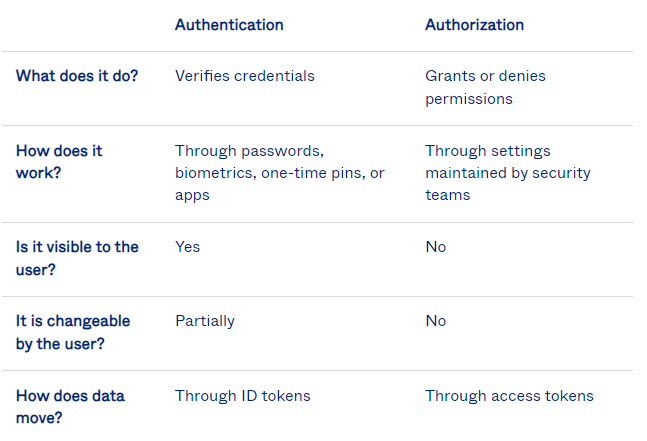 Authentication Authorization
What does it do? Verifies credentials Grants or denies
permissions
How does it Through passwords, Through settings
work? biometrics, one-time pins, or maintained by security
apps teams
Is it visible to the Yes No
user?
It is changeable Partially No
by the user?
How does data Through ID tokens Through access tokens
move?